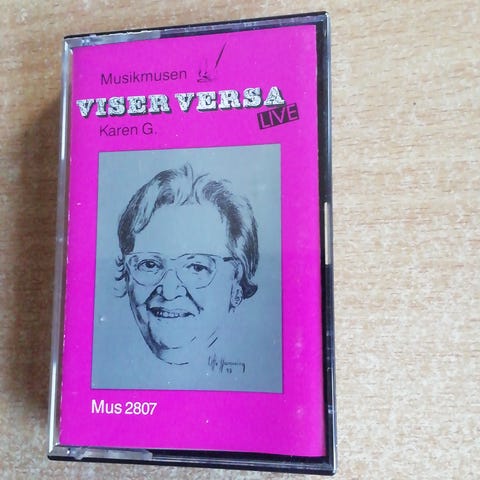 Musikmusen
VISER VERSA
LIVE
Karen G.
Mus 2807